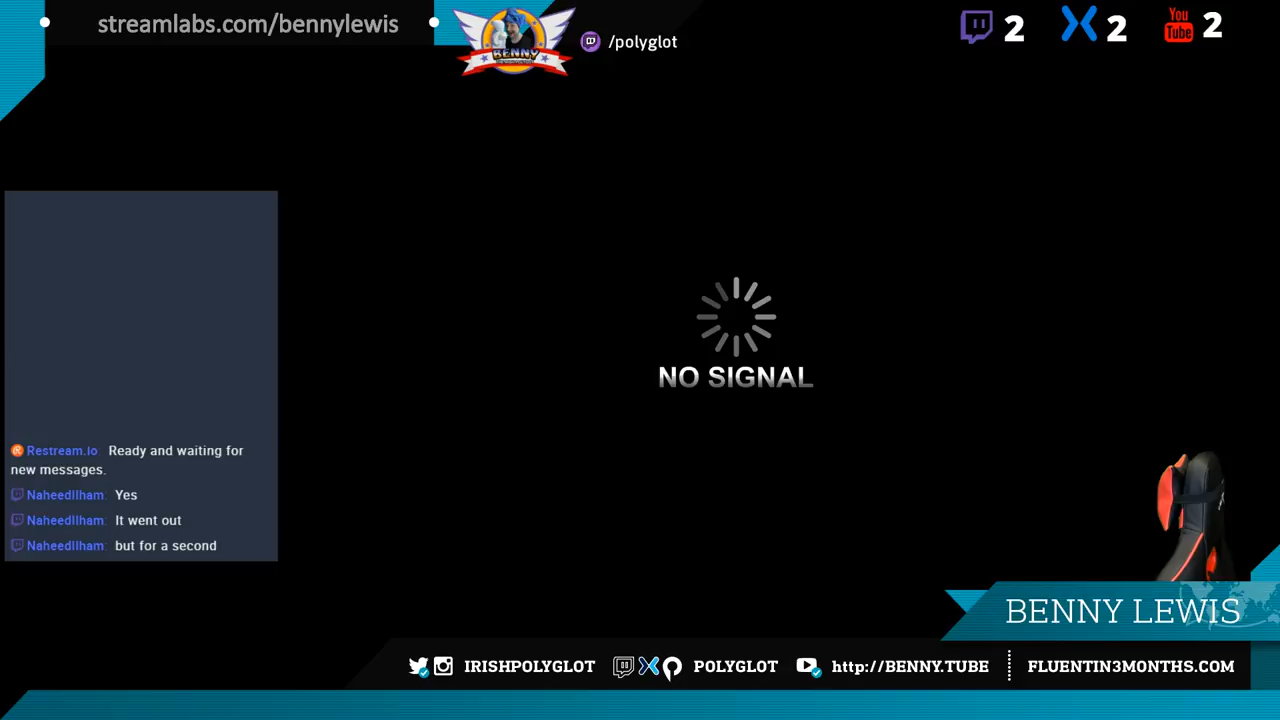 streamlabs.com/bennylewis
BENNY
/polyglot
2
2
You
Tube
2
NO SIGNAL
Restream.io: Ready and waiting for
new messages.
NaheedIlham: Yes
NaheedIlham: It went out
NaheedIlham: but for a second
BENNY LEWIS
IRISHPOLYGLOT
POLYGLOT
http://BENNY.TUBE
FLUENTIN3MONTHS.COM